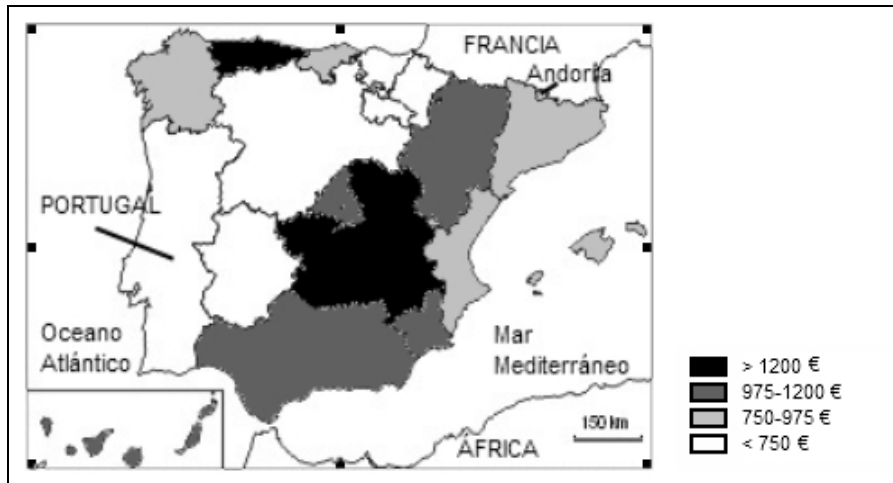 FRANCIA
Andorra
PORTUGAL
Oceano
Atlántico
Mar
Mediterráneo
150 km
ÁFRICA
> 1200 €
975-1200 €
750-975 €
< 750 €